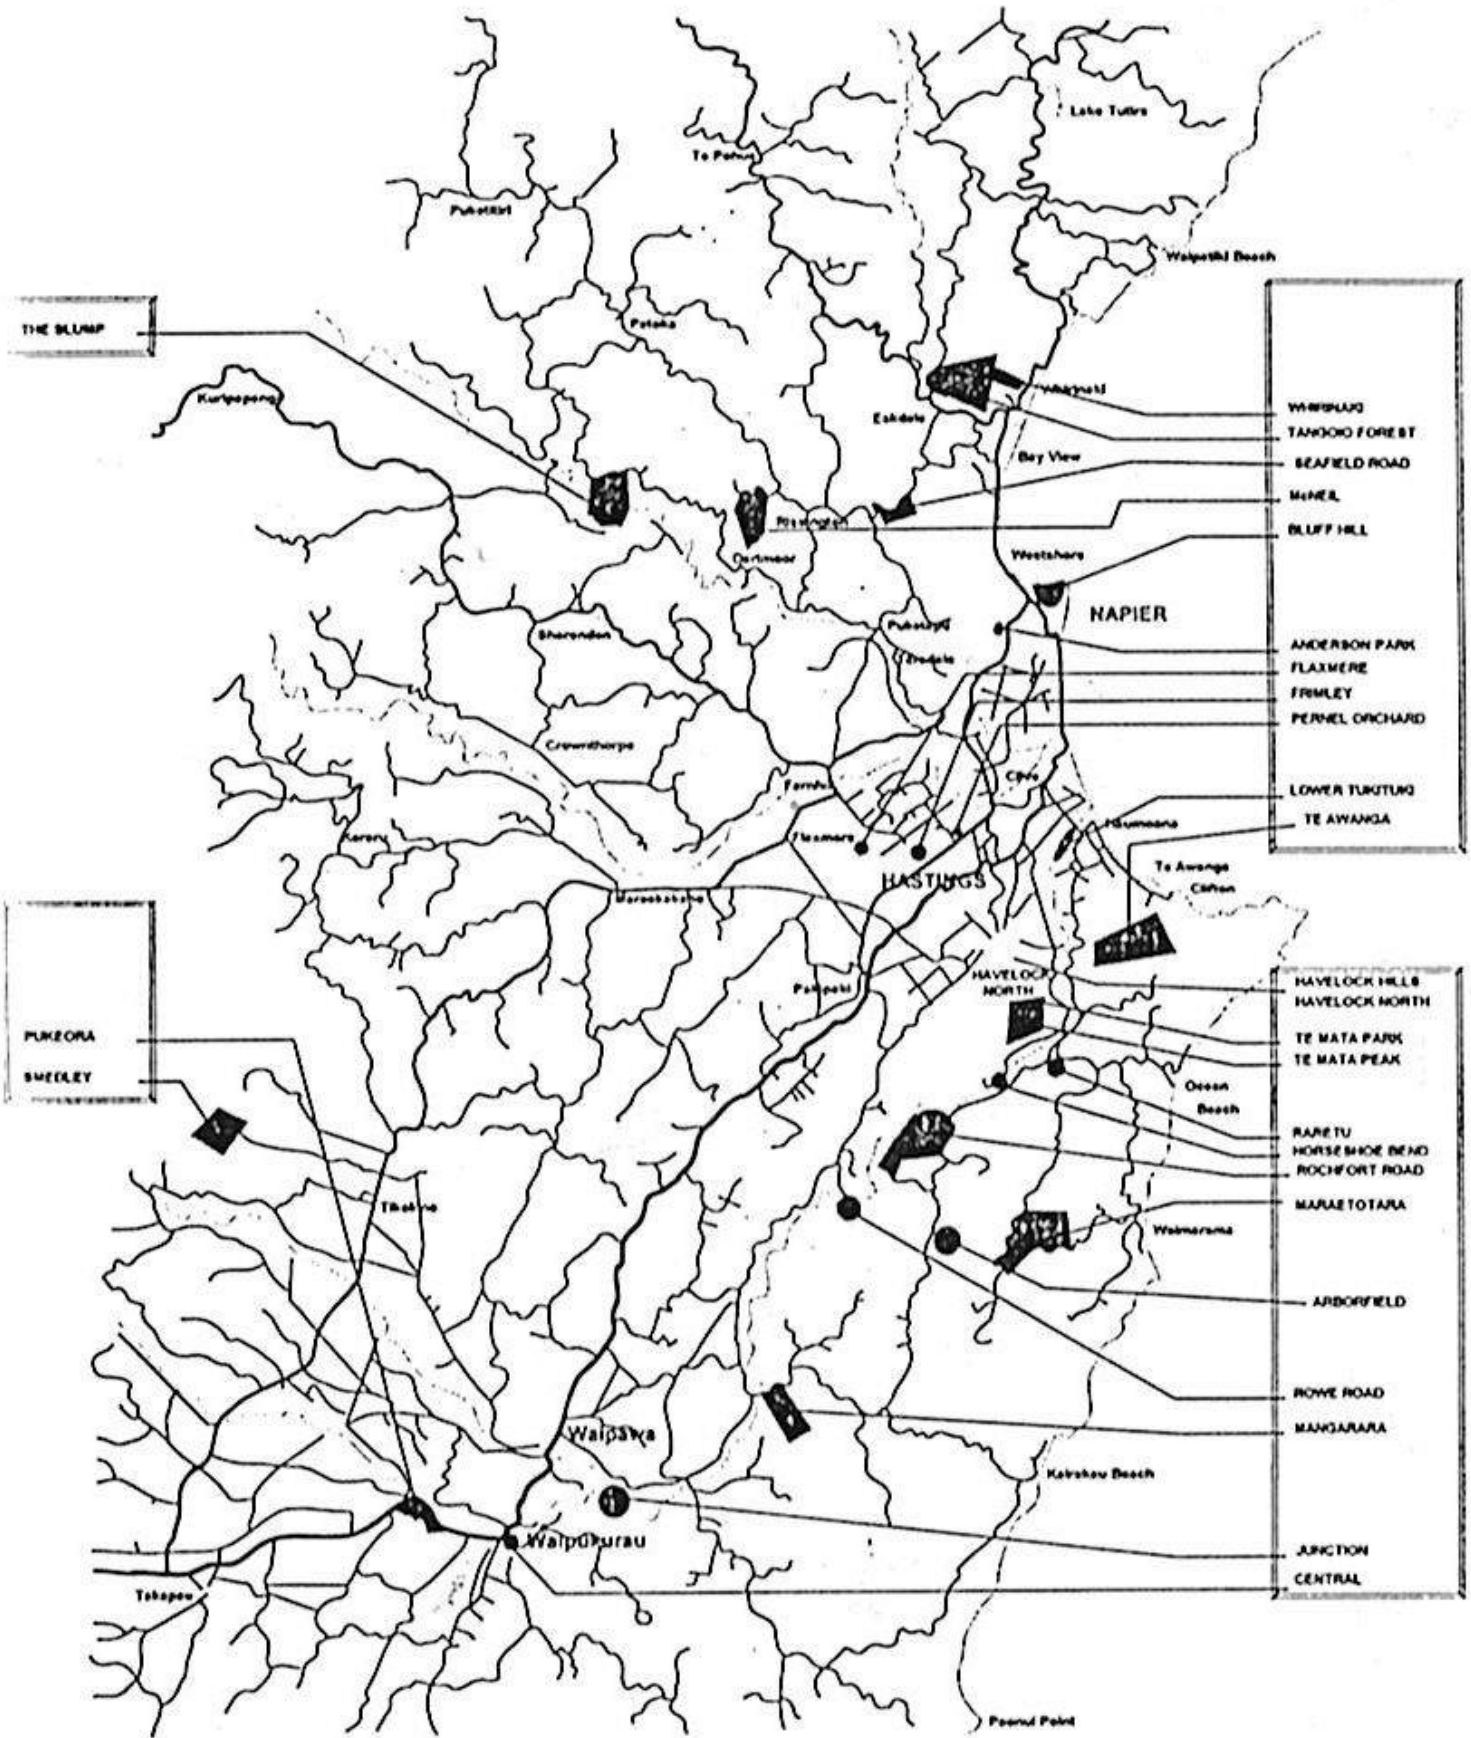 Lake Tutira
Te Pohue
Puketitiri
Waipatiki Beach
THE SLUMP
Patoka
Kuripapango
Whirinaki
WHIRINAKI
Eskdale
TANGOIO FOREST
Bay View
SEAFIELD ROAD
McNEIL
Rissington
BLUFF HILL
Dartmoor
Westshore
NAPIER
Puketapu
Sherenden
ANDERSON PARK
Taradale
FLAXMERE
FRIMLEY
PERNEL ORCHARD
Crownthorpe
Clive
Fernhill
LOWER TUKITUKI
Haumoana
TE AWANGA
Kereru
Flaxmere
Te Awanga
HASTINGS
Clifton
Maraekakaho
HAVELOCK
NORTH
Pakipaki
HAVELOCK HILLS
HAVELOCK NORTH
PUKEORA
TE MATA PARK
TE MATA PEAK
SMEDLEY
Ocean
Beach
RARETU
HORSESHOE BEND
ROCHFORT ROAD
Tikokino
MARAETOTARA
Waimarama
ARBORFIELD
ROWE ROAD
MANGARARA
Waipawa
Kairakau Beach
Waipukurau
JUNCTION
CENTRAL
Takapau
Paonui Point